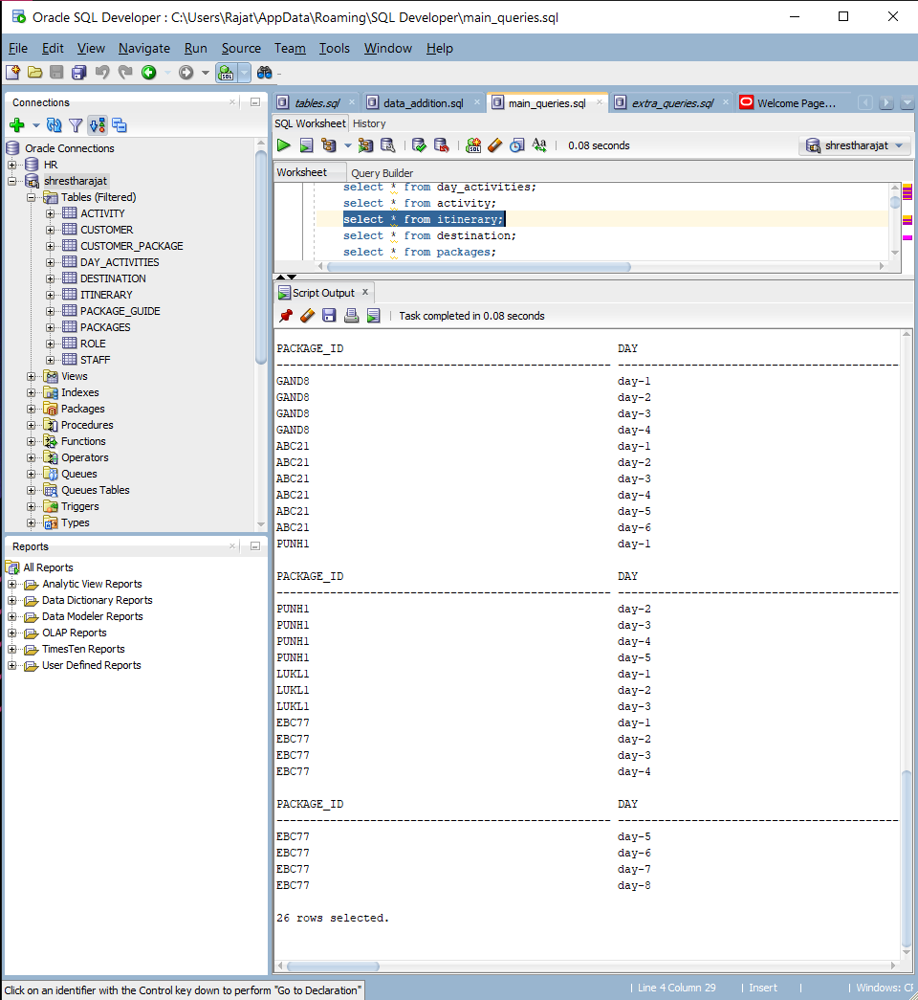 Oracle SQL Developer : C:\Users\Rajat\AppData\Roaming\SQL Developer\main_queries.sql
File Edit View Navigate Run Source Team Tools Window Help
Connections
Oracle Connections
HR
shrestharajat
Tables (Filtered)
ACTIVITY
CUSTOMER
CUSTOMER_PACKAGE
DAY_ACTIVITIES
DESTINATION
ITINERARY
PACKAGE_GUIDE
PACKAGES
ROLE
STAFF
Views
Indexes
Packages
Procedures
Functions
Operators
Queues
Queues Tables
Triggers
Types
Reports
All Reports
Analytic View Reports
Data Dictionary Reports
Data Modeler Reports
OLAP Reports
TimesTen Reports
User Defined Reports
tables.sql data_addition.sql main_queries.sql extra_queries.sql Welcome Page...
SQL Worksheet History
0.08 seconds shrestharajat
Worksheet Query Builder
select * from day_activities;
select * from activity;
select * from itinerary;
select * from destination;
select * from packages;
Script Output x
Task completed in 0.08 seconds
PACKAGE_ID DAY
GAND8 day-1
GAND8 day-2
GAND8 day-3
GAND8 day-4
ABC21 day-1
ABC21 day-2
ABC21 day-3
ABC21 day-4
ABC21 day-5
ABC21 day-6
PUNH1 day-1
PACKAGE_ID DAY
PUNH1 day-2
PUNH1 day-3
PUNH1 day-4
PUNH1 day-5
LUKL1 day-1
LUKL1 day-2
LUKL1 day-3
EBC77 day-1
EBC77 day-2
EBC77 day-3
EBC77 day-4
PACKAGE_ID DAY
EBC77 day-5
EBC77 day-6
EBC77 day-7
EBC77 day-8
26 rows selected.
Click on an identifier with the Control key down to perform "Go to Declaration"
Line 4 Column 29 Insert Windows: